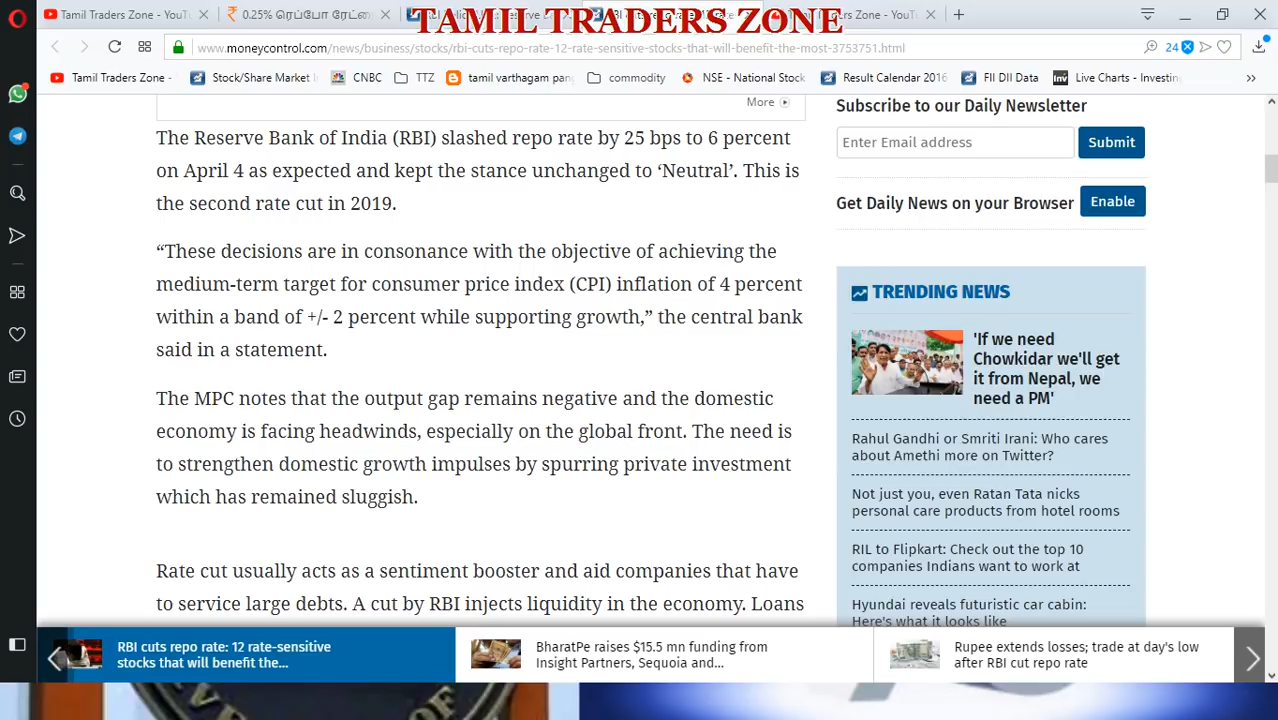 TAMIL TRADERS ZONE
Tamil Traders Zone - YouT
0.25% ரெப்போ ரேட்
www.moneycontrol.com/news/business/stocks/rbi-cuts-repo-rate-12-rate-sensitive-stocks-that-will-benefit-the-most-3753751.html
24
Tamil Traders Zone -
Stock/Share Market I
CNBC
TTZ
tamil varthagam pan
commodity
NSE - National Stock
Result Calendar 2016
FII DII Data
Live Charts - Investin
More
The Reserve Bank of India (RBI) slashed repo rate by 25 bps to 6 percent
on April 4 as expected and kept the stance unchanged to ‘Neutral’. This is
the second rate cut in 2019.
“These decisions are in consonance with the objective of achieving the
medium-term target for consumer price index (CPI) inflation of 4 percent
within a band of +/- 2 percent while supporting growth,” the central bank
said in a statement.
The MPC notes that the output gap remains negative and the domestic
economy is facing headwinds, especially on the global front. The need is
to strengthen domestic growth impulses by spurring private investment
which has remained sluggish.
Rate cut usually acts as a sentiment booster and aid companies that have
to service large debts. A cut by RBI injects liquidity in the economy. Loans
Subscribe to our Daily Newsletter
Enter Email address
Submit
Get Daily News on your Browser
Enable
TRENDING NEWS
'If we need
Chowkidar we'll get
it from Nepal, we
need a PM'
Rahul Gandhi or Smriti Irani: Who cares
about Amethi more on Twitter?
Not just you, even Ratan Tata nicks
personal care products from hotel rooms
RIL to Flipkart: Check out the top 10
companies Indians want to work at
Hyundai reveals futuristic car cabin:
Here's what it looks like
RBI cuts repo rate: 12 rate-sensitive
stocks that will benefit the...
BharatPe raises $15.5 mn funding from
Insight Partners, Sequoia and...
Rupee extends losses; trade at day's low
after RBI cut repo rate